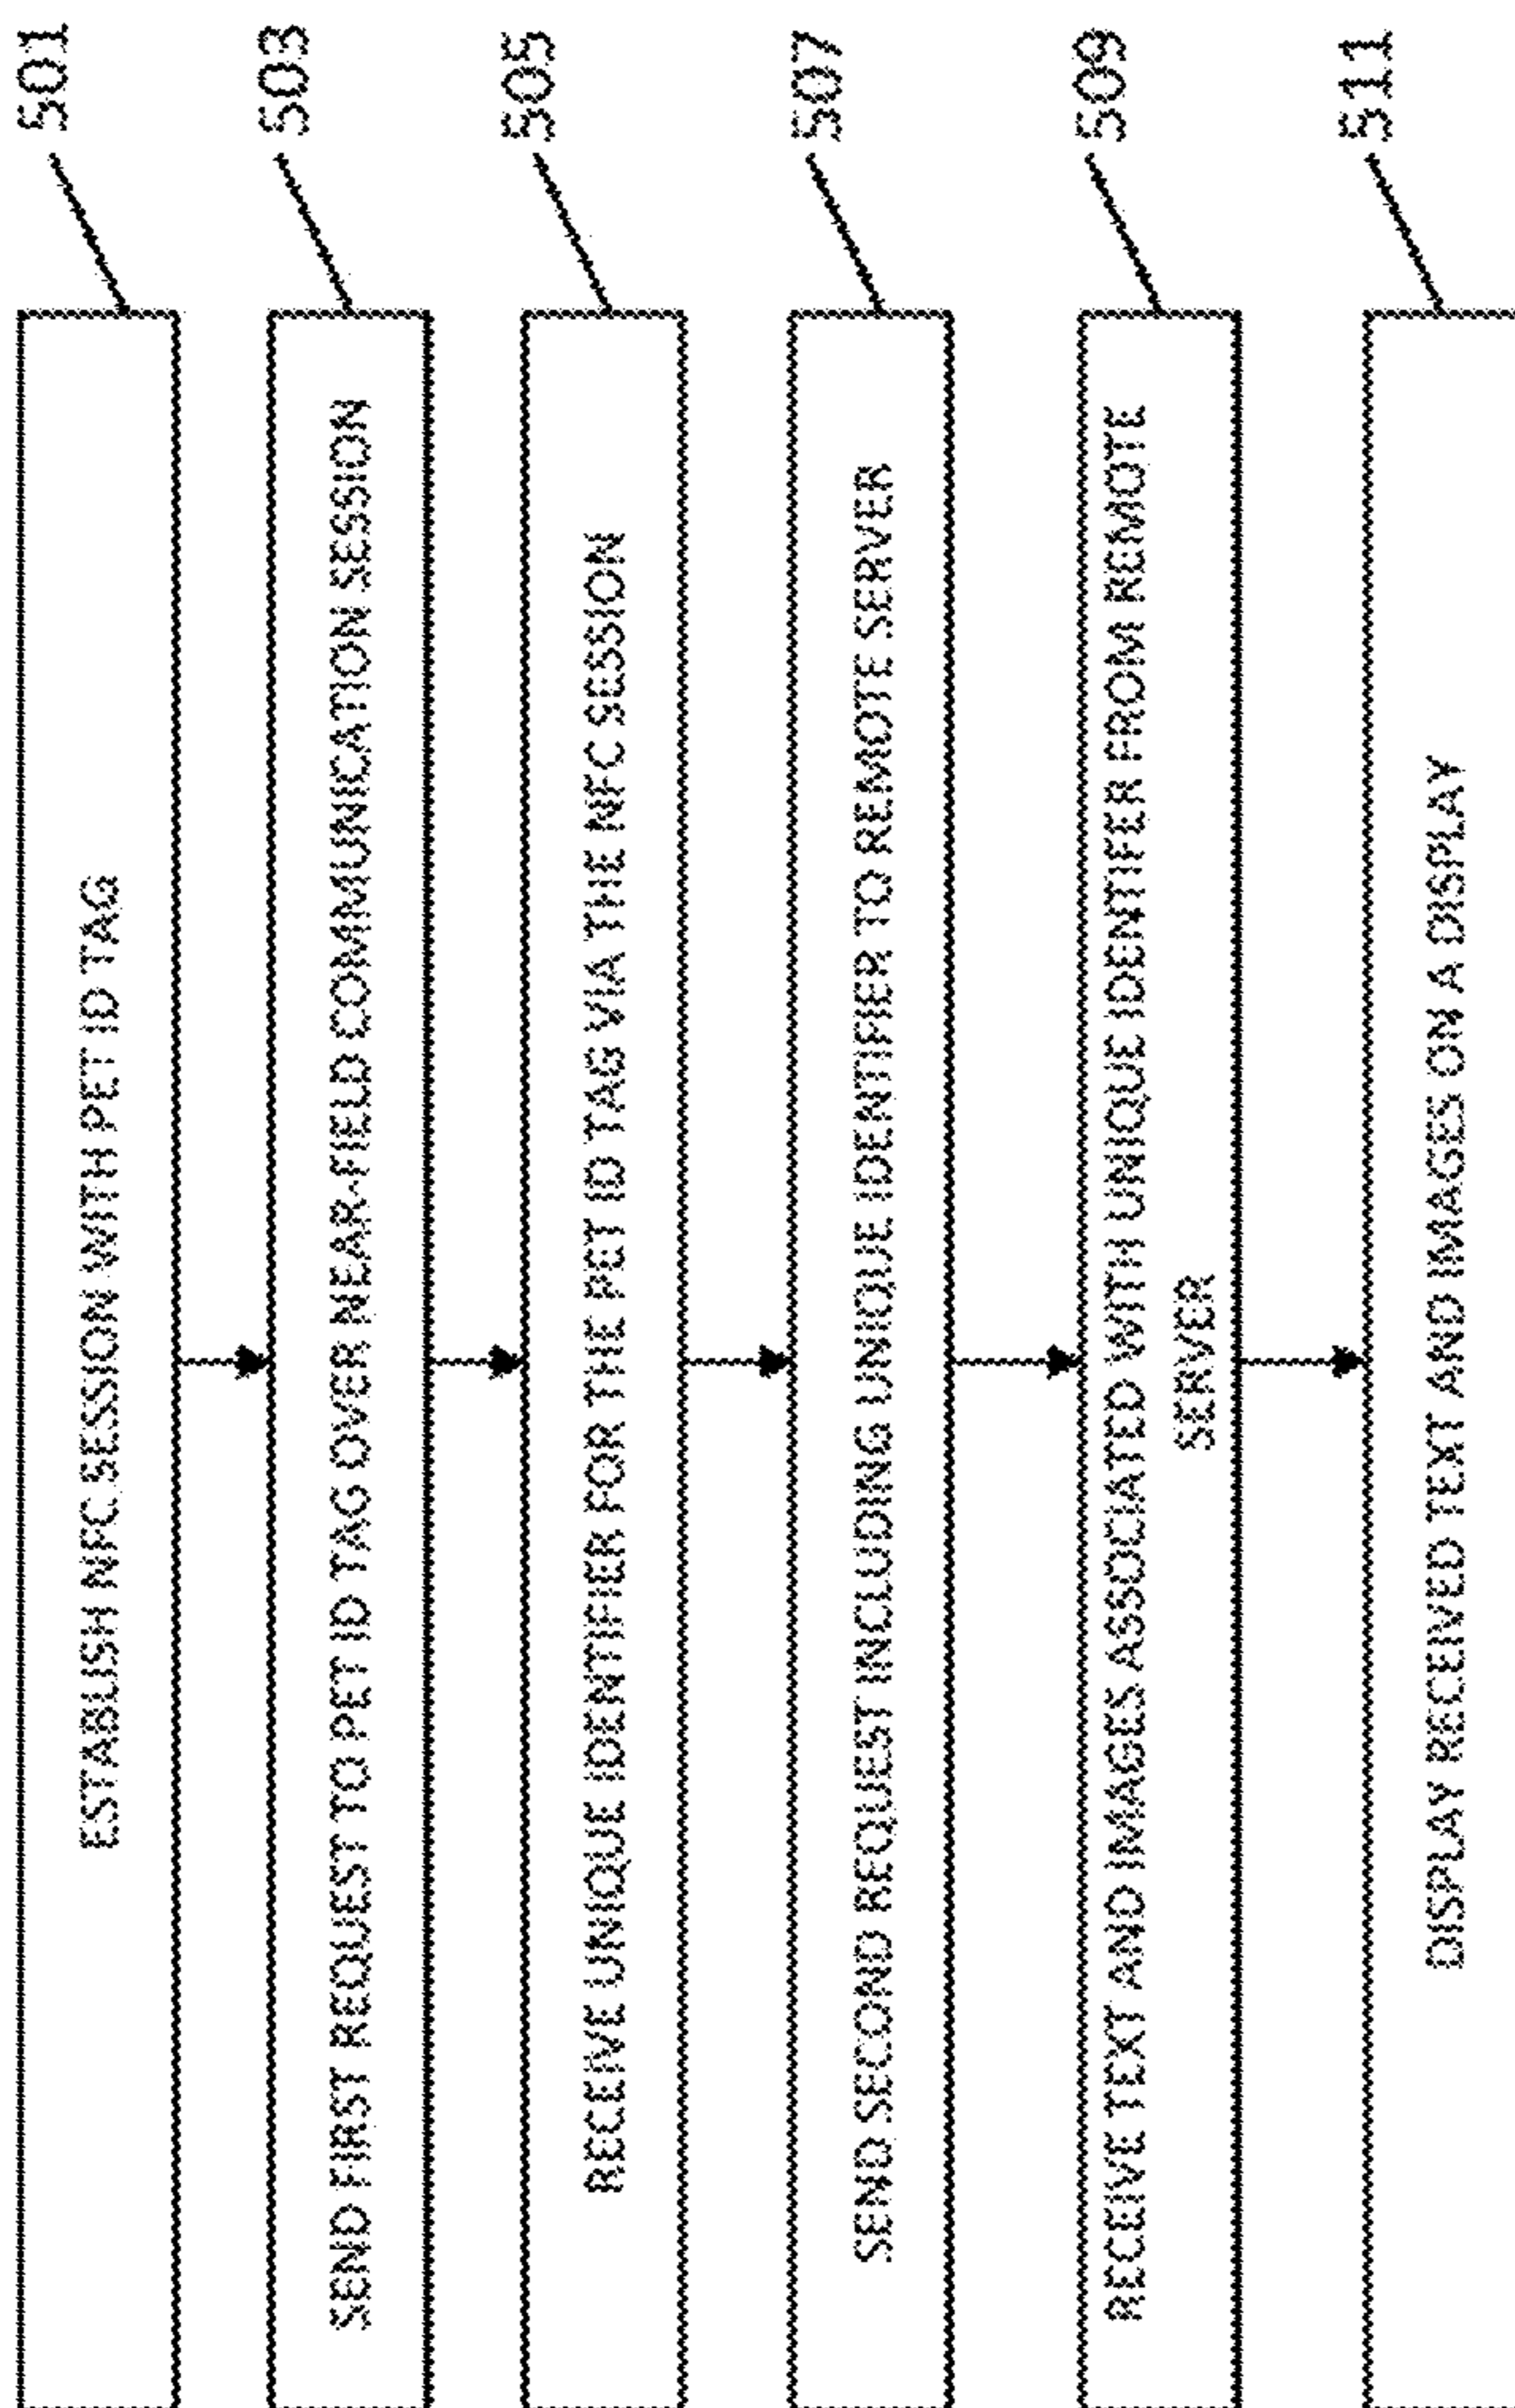 501
ESTABLISH NFC SESSION WITH PET ID TAG
503
SEND FIRST REQUEST TO PET ID TAG OVER NEAR-FIELD COMMUNICATION SESSION
505
RECEIVE UNIQUE IDENTIFIER FOR THE PET ID TAG VIA THE NFC SESSION
507
SEND SECOND REQUEST INCLUDING UNIQUE IDENTIFIER TO REMOTE SERVER
509
RECEIVE TEXT AND IMAGES ASSOCIATED WITH UNIQUE IDENTIFER FROM REMOTE
SERVER
511
DISPLAY RECEIVED TEXT AND IMAGES ON A DISPLAY